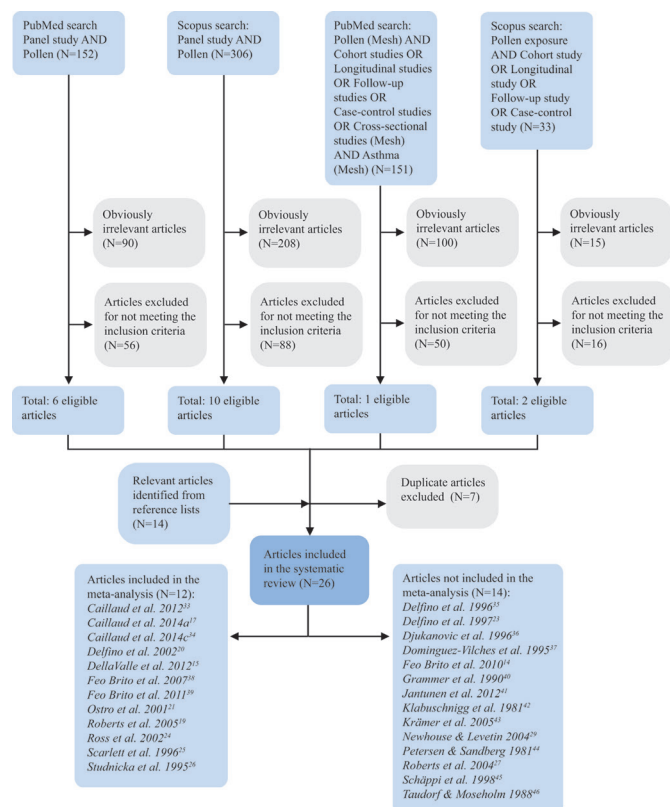 PubMed search
Panel study AND
Pollen (N=152)
Scopus search:
Panel study AND
Pollen (N=306)
PubMed search:
Pollen (Mesh) AND
Cohort studies OR
Longitudinal studies
OR Follow-up
studies OR
Case-control studies
OR Cross-sectional
studies (Mesh)
AND Asthma
(Mesh) (N=151)
Scopus search:
Pollen exposure
AND Cohort study
OR Longitudinal
study OR
Follow-up study
OR Case-control
study (N=33)
Obviously
irrelevant articles
(N=90)
Obviously
irrelevant articles
(N=208)
Obviously
irrelevant articles
(N=100)
Obviously
irrelevant articles
(N=15)
Articles excluded
for not meeting the
inclusion criteria
(N=56)
Articles excluded
for not meeting the
inclusion criteria
(N=88)
Articles excluded
for not meeting the
inclusion criteria
(N=50)
Articles excluded
for not meeting the
inclusion criteria
(N=16)
Total: 6 eligible
articles
Total: 10 eligible
articles
Total: 1 eligible
articles
Total: 2 eligible
articles
Relevant articles
identified from
reference lists
(N=14)
Duplicate articles
excluded (N=7)
Articles included
in the systematic
review (N=26)
Articles included in the
meta-analysis (N=12):
Caillaud et al. 2012³³
Caillaud et al. 2014a¹⁷
Caillaud et al. 2014c³⁴
Delfino et al. 2002²⁰
DellaValle et al. 2012¹⁵
Feo Brito et al. 2007³⁸
Feo Brito et al. 2011³⁹
Ostro et al. 2001²¹
Roberts et al. 2005¹⁹
Ross et al. 2002²⁴
Scarlett et al. 1996²⁵
Studnicka et al. 1995²⁶
Articles not included in the
meta-analysis (N=14):
Delfino et al. 1996³⁵
Delfino et al. 1997²³
Djukanovic et al. 1996³⁶
Dominguez-Vilches et al. 1995³⁷
Feo Brito et al. 2010¹⁴
Grammer et al. 1990⁴⁰
Jantunen et al. 2012⁴¹
Klabuschnigg et al. 1981⁴²
Krämer et al. 2005⁴³
Newhouse & Levetin 2004²⁹
Petersen & Sandberg 1981⁴⁴
Roberts et al. 2004²⁷
Schäppi et al. 1998⁴⁵
Taudorf & Moseholm 1988⁴⁶